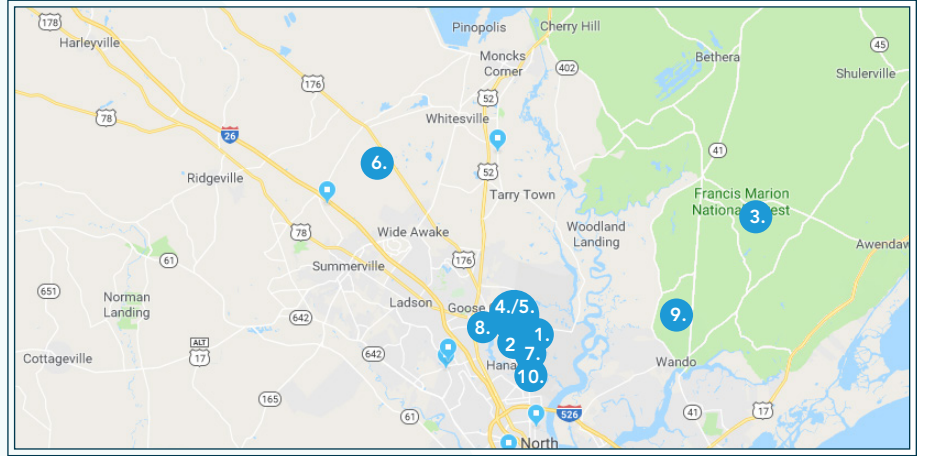 178
Harleyville
Pinopolis
Cherry Hill
45
Moncks
Corner
402
Bethera
Shulerville
176
52
78
26
Whitesville
41
6.
52
Ridgeville
Tarry Town
Francis Marion
National
3.
78
Wide Awake
Woodland
Landing
Awendaw
61
176
Summerville
651
Norman
Landing
Ladson
Goose
4./5.
642
8.
1.
9.
2
7.
ALT
17
642
Cottageville
Hana
10.
Wando
165
61
526
41
17
North